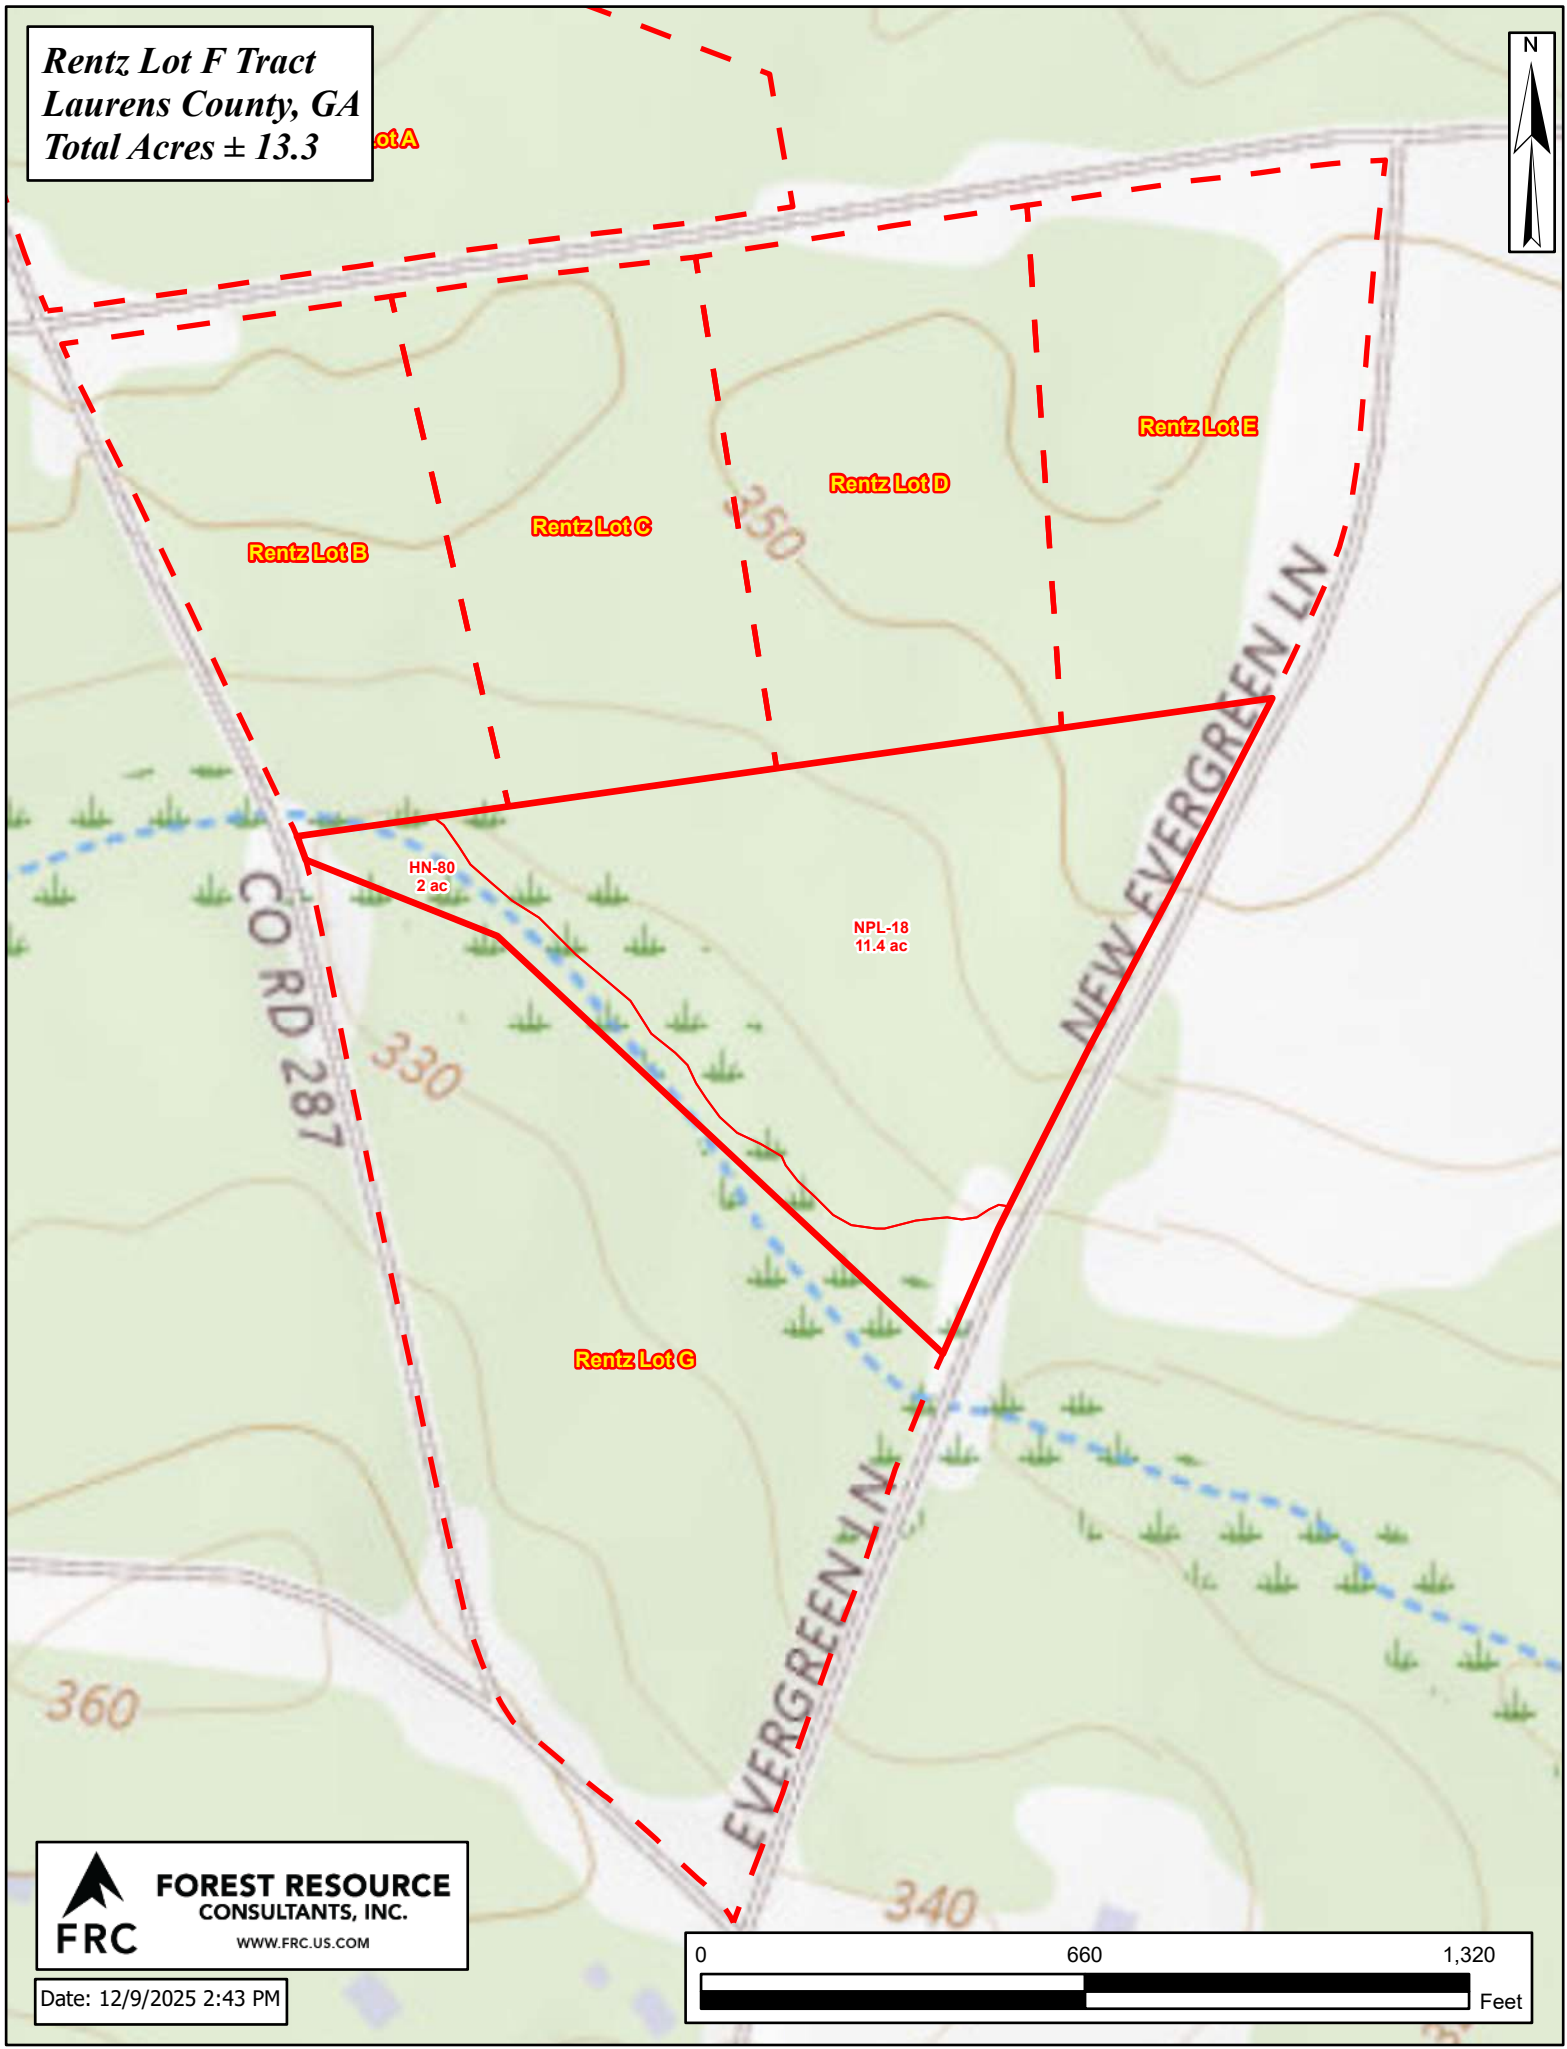 Rentz Lot F Tract
Laurens County, GA
Total Acres ± 13.3
ot A
N
Rentz Lot E
Rentz Lot D
Rentz Lot C
Rentz Lot B
350
NEW EVERGREEN LN
HN-80
2 ac
NPL-18
11.4 ac
CO RD 287
330
Rentz Lot G
EVERGREEN LN
360
340
FRC
FOREST RESOURCE
CONSULTANTS, INC.
WWW.FRC.US.COM
Date: 12/9/2025 2:43 PM
0 660 1,320
Feet